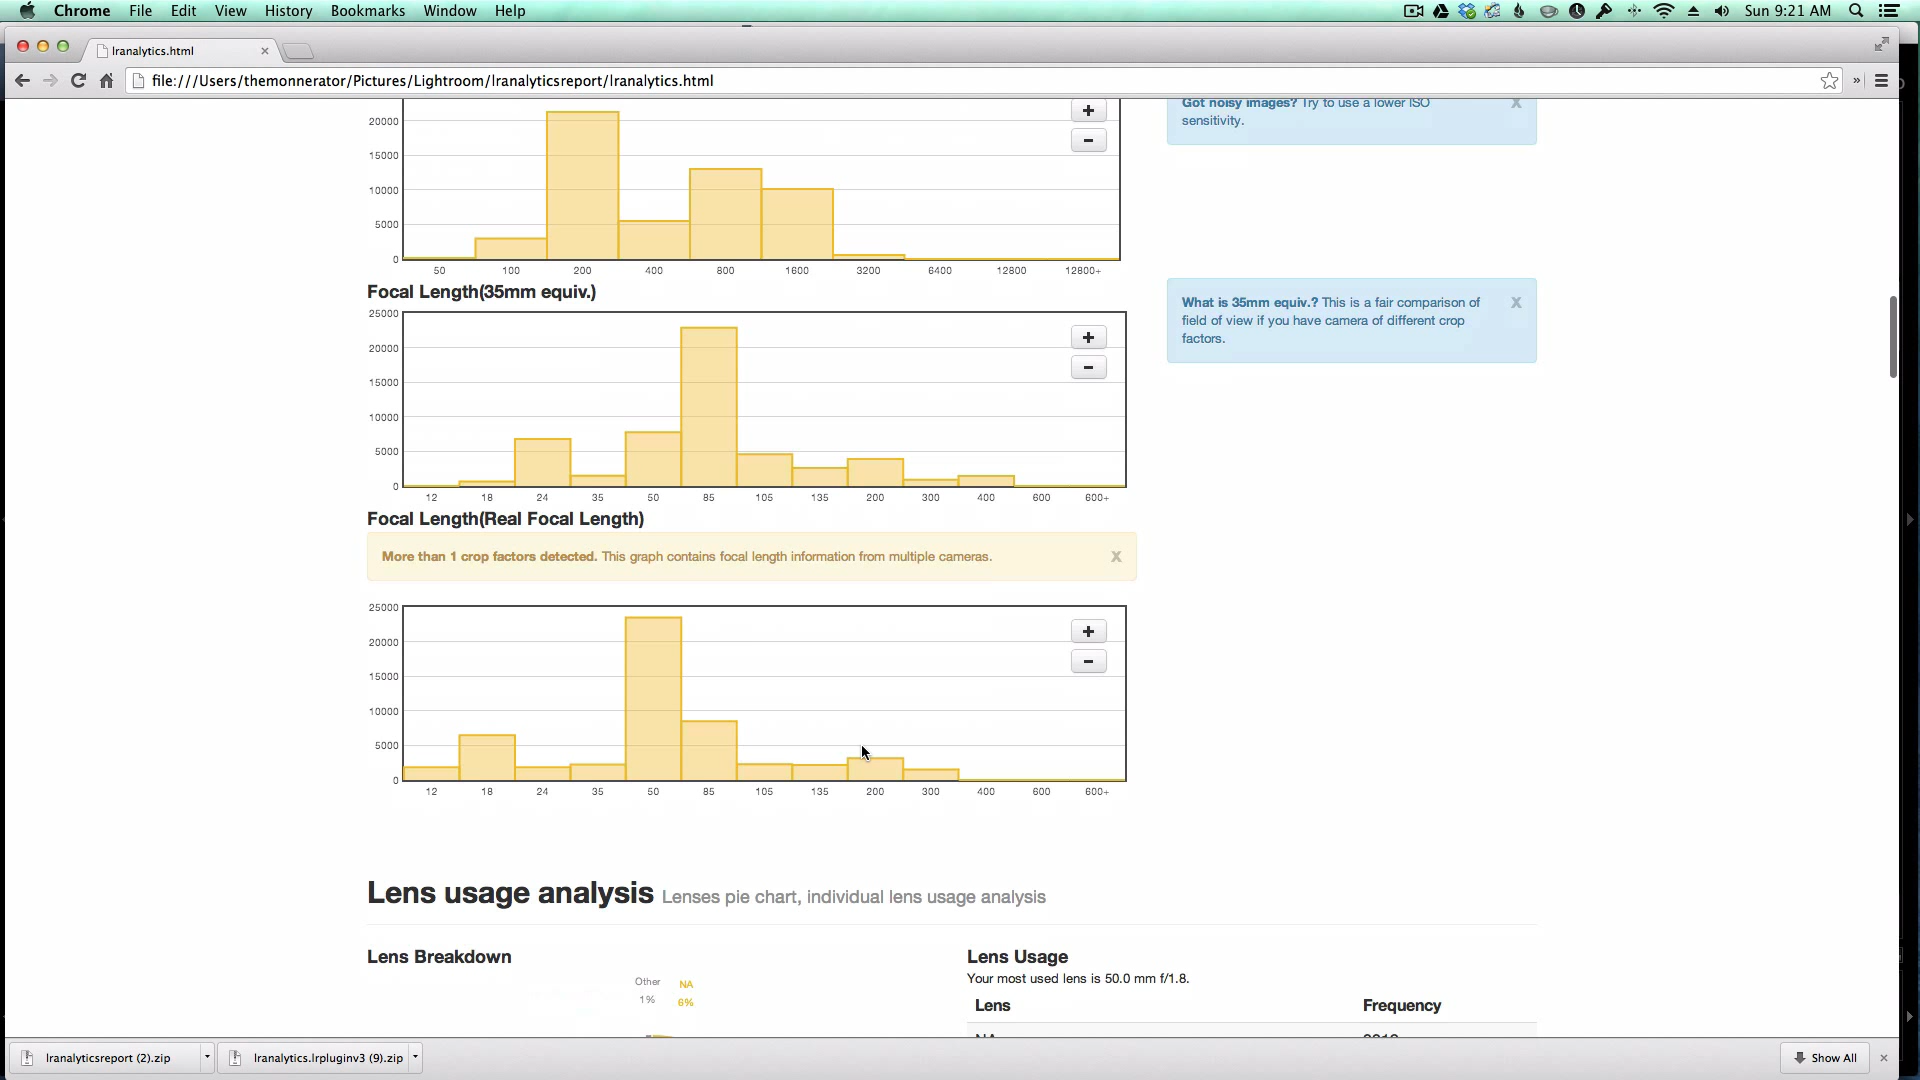 Chrome File Edit View History Bookmarks Window Help Sun 9:21 AM
lranalytics.html
file:///Users/themonnerator/Pictures/Lightroom/lranalyticsreport/lranalytics.html
Got noisy images? Try to use a lower ISO
sensitivity.
X
20000
15000
10000
5000
0
50 100 200 400 800 1600 3200 6400 12800 12800+
+
−
Focal Length(35mm equiv.)
What is 35mm equiv.? This is a fair comparison of
field of view if you have camera of different crop
factors.
X
25000
20000
15000
10000
5000
0
12 18 24 35 50 85 105 135 200 300 400 600 600+
+
−
Focal Length(Real Focal Length)
More than 1 crop factors detected. This graph contains focal length information from multiple cameras. X
25000
20000
15000
10000
5000
0
12 18 24 35 50 85 105 135 200 300 400 600 600+
+
−
Lens usage analysis Lenses pie chart, individual lens usage analysis
Lens Breakdown
Other
1%
NA
6%
Lens Usage
Your most used lens is 50.0 mm f/1.8.
Lens Frequency
lranalyticsreport (2).zip lranalytics.lrpluginv3 (9).zip Show All